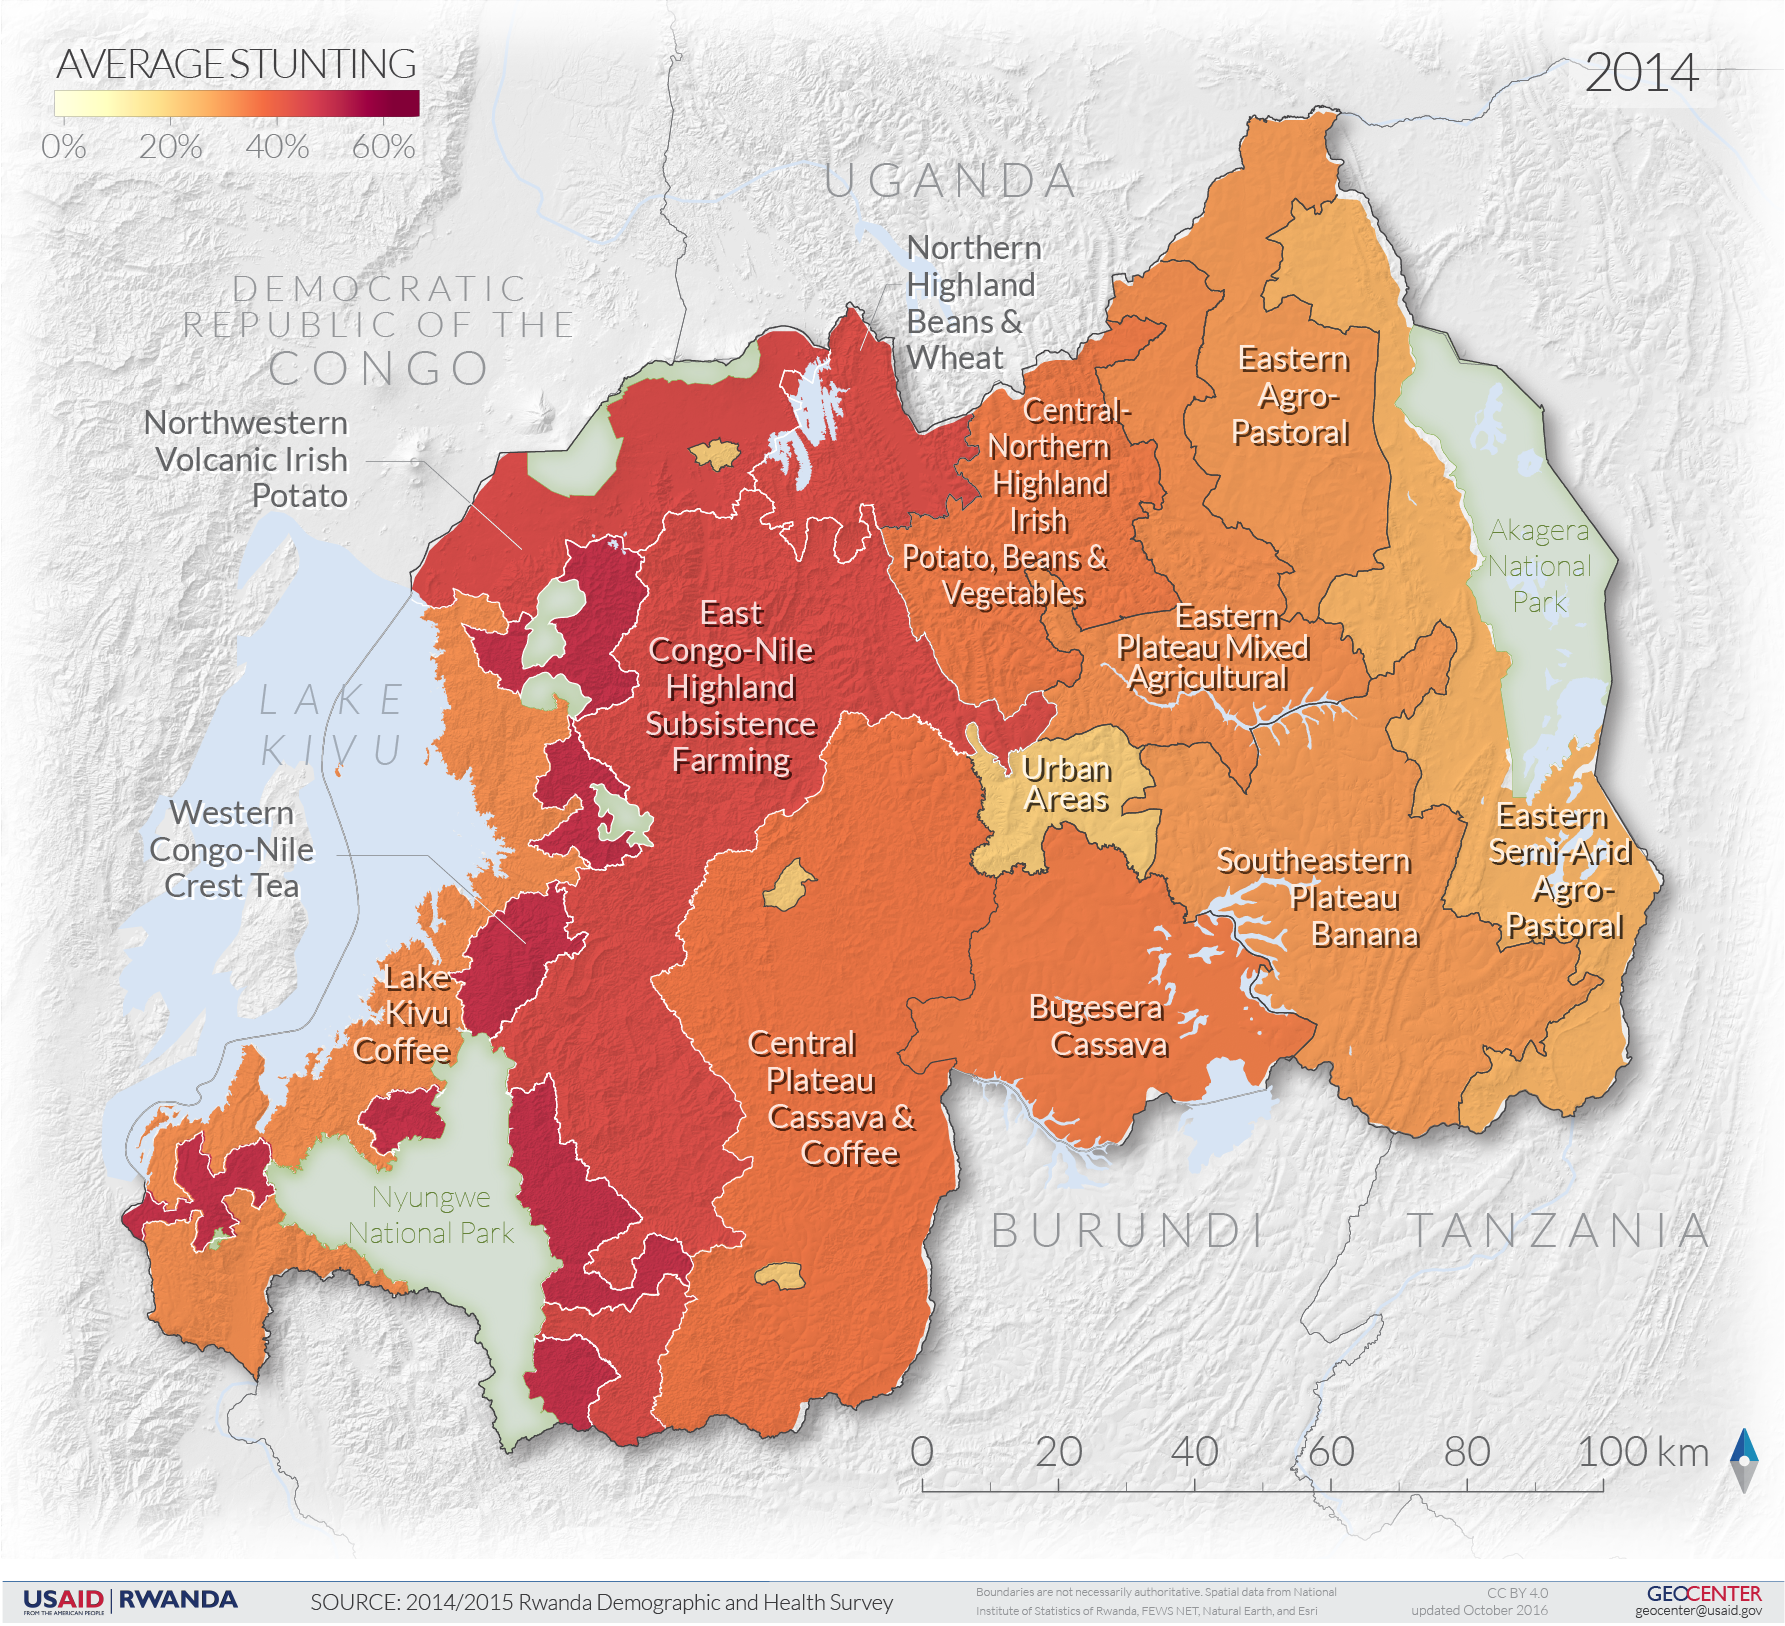 AVERAGE STUNTING
0% 20% 40% 60%
2014
UGANDA
DEMOCRATIC
REPUBLIC OF THE
CONGO
Northern
Highland
Beans &
Wheat
Northwestern
Volcanic Irish
Potato
Eastern
Agro-
Pastoral
Central-
Northern
Highland
Irish
Potato, Beans &
Vegetables
Akagera
National
Park
East
Congo-Nile
Highland
Subsistence
Farming
Eastern
Plateau Mixed
Agricultural
LAKE
KIVU
Urban
Areas
Western
Congo-Nile
Crest Tea
Southeastern
Plateau
Banana
Eastern
Semi-Arid
Agro-
Pastoral
Lake
Kivu
Coffee
Bugesera
Cassava
Central
Plateau
Cassava &
Coffee
Nyungwe
National Park
BURUNDI
TANZANIA
0 20 40 60 80 100 km
USAID | RWANDA
FROM THE AMERICAN PEOPLE
SOURCE: 2014/2015 Rwanda Demographic and Health Survey
Boundaries are not necessarily authoritative. Spatial data from National
Institute of Statistics of Rwanda, FEWS NET, Natural Earth, and Esri
CC BY 4.0
updated October 2016
GEOCENTER
geocenter@usaid.gov